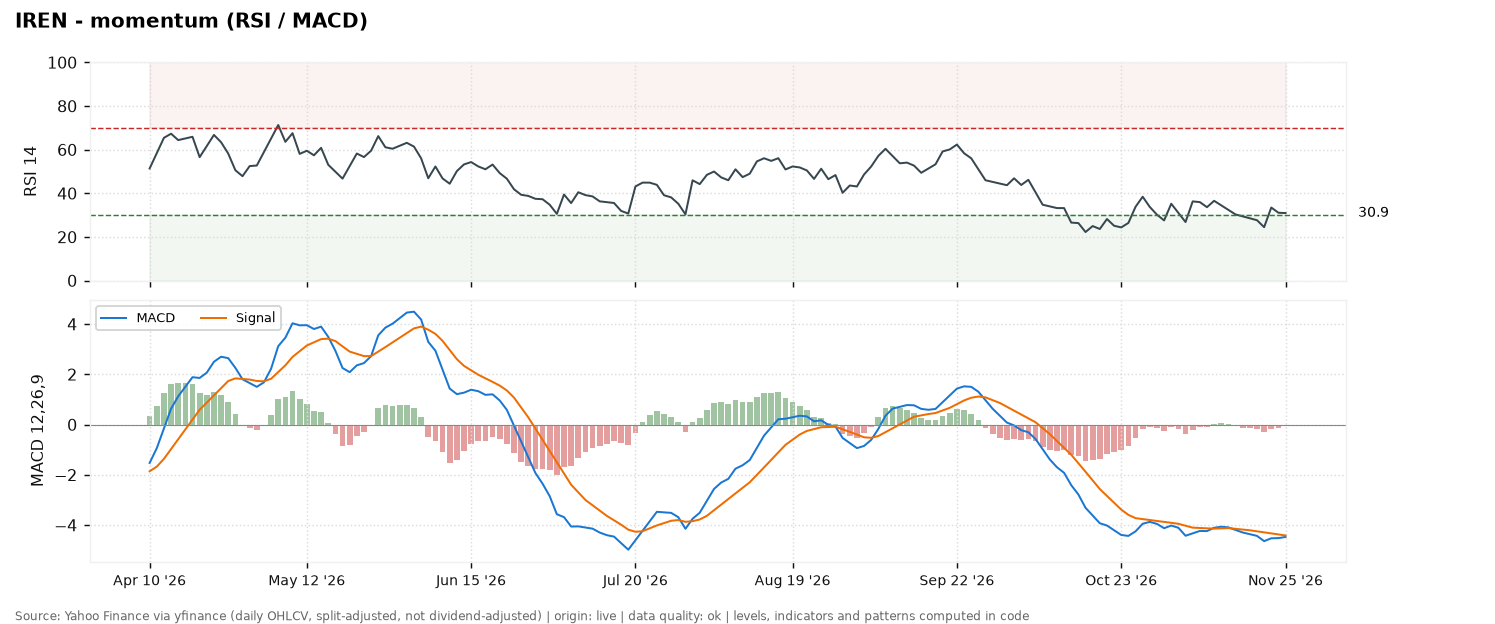 IREN - momentum (RSI / MACD)
100
80
60
40
20
0
RSI 14
30.9
MACD
Signal
4
2
0
−2
−4
MACD 12,26,9
Apr 10 '26
May 12 '26
Jun 15 '26
Jul 20 '26
Aug 19 '26
Sep 22 '26
Oct 23 '26
Nov 25 '26
Source: Yahoo Finance via yfinance (daily OHLCV, split-adjusted, not dividend-adjusted) | origin: live | data quality: ok | levels, indicators and patterns computed in code